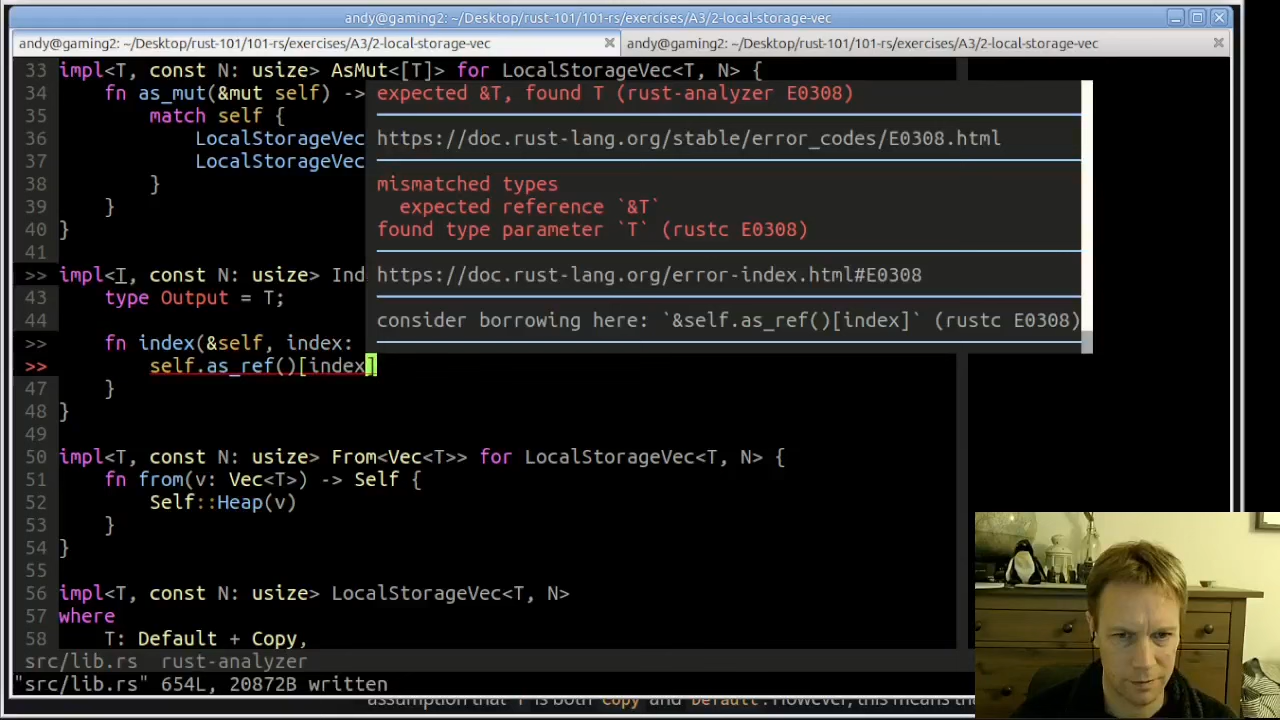 andy@gaming2: ~/Desktop/rust-101/101-rs/exercises/A3/2-local-storage-vec
andy@gaming2: ~/Desktop/rust-101/101-rs/exercises/A3/2-local-storage-vec
andy@gaming2: ~/Desktop/rust-101/101-rs/exercises/A3/2-local-storage-vec
33 impl<T, const N: usize> AsMut<[T]> for LocalStorageVec<T, N> {
34 fn as_mut(&mut self) ->
expected &T, found T (rust-analyzer E0308)
35 match self {
36 LocalStorageVec
https://doc.rust-lang.org/stable/error_codes/E0308.html
37 LocalStorageVec
38 }
mismatched types
39 }
expected reference `&T`
40 }
found type parameter `T` (rustc E0308)
41
>> impl<T, const N: usize> Ind
https://doc.rust-lang.org/error-index.html#E0308
43 type Output = T;
44
consider borrowing here: `&self.as_ref()[index]` (rustc E0308)
>> fn index(&self, index:
>> self.as_ref()[index]
47 }
48 }
49
50 impl<T, const N: usize> From<Vec<T>> for LocalStorageVec<T, N> {
51 fn from(v: Vec<T>) -> Self {
52 Self::Heap(v)
53 }
54 }
55
56 impl<T, const N: usize> LocalStorageVec<T, N>
57 where
58 T: Default + Copy,
src/lib.rs rust-analyzer
"src/lib.rs" 654L, 20872B written
assumption that T is both Copy and Default. However, this means th